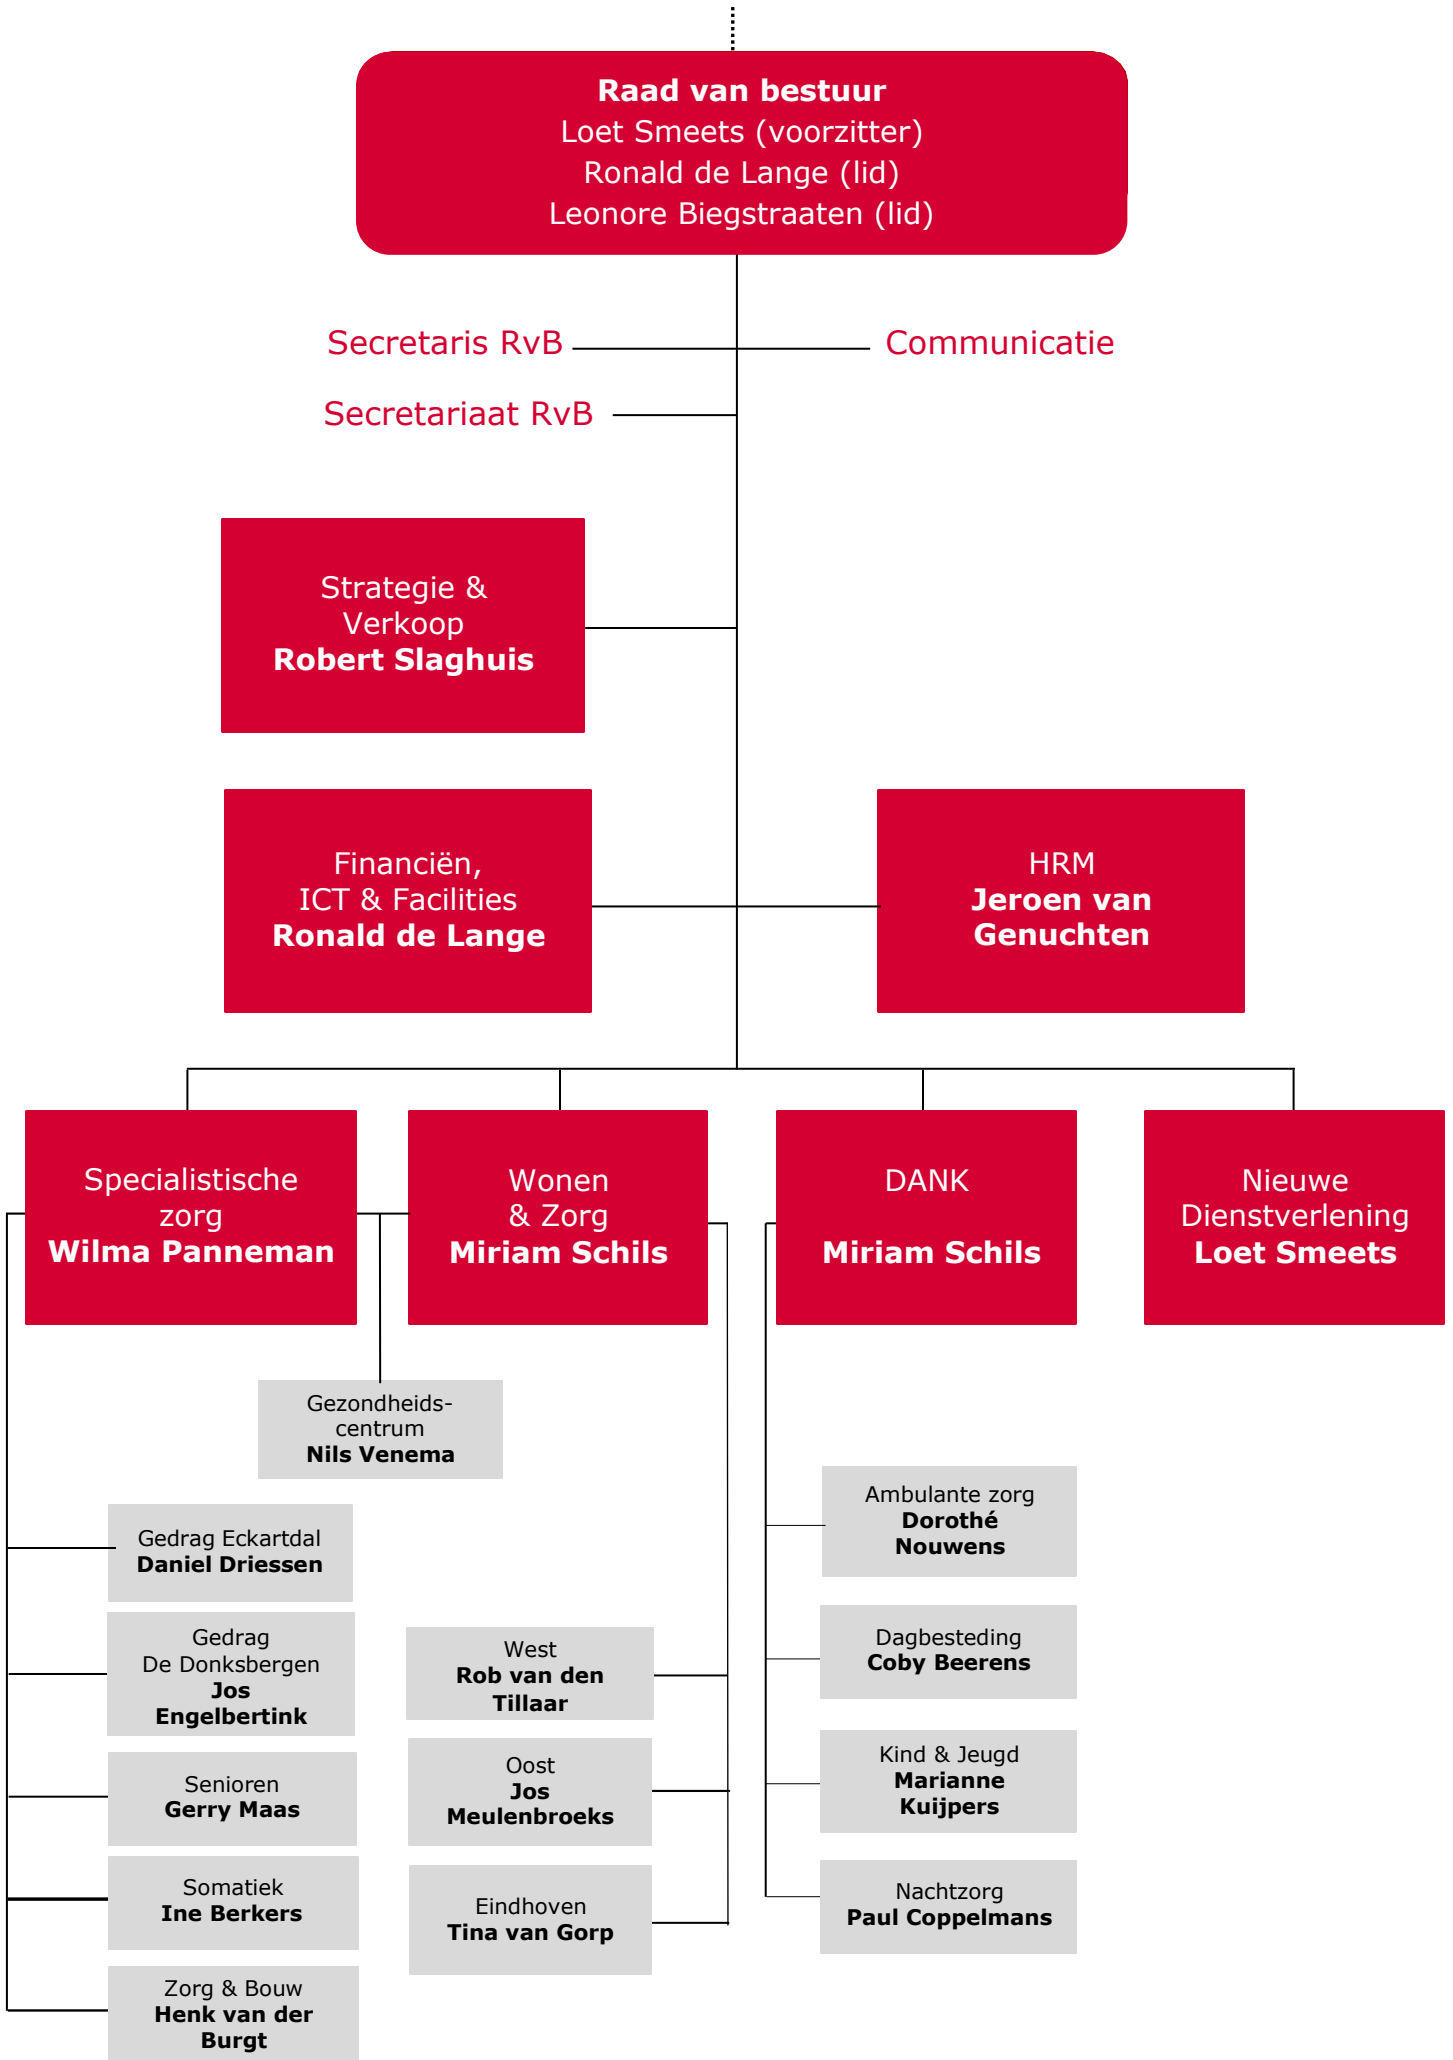 Raad van bestuur
Loet Smeets (voorzitter)
Ronald de Lange (lid)
Leonore Biegstraaten (lid)
Secretaris RvB
Communicatie
Secretariaat RvB
Strategie &
Verkoop
Robert Slaghuis
Financiën,
ICT & Facilities
Ronald de Lange
HRM
Jeroen van
Genuchten
Specialistische
zorg
Wilma Panneman
Wonen
& Zorg
Miriam Schils
DANK
Miriam Schils
Nieuwe
Dienstverlening
Loet Smeets
Gezondheids-
centrum
Nils Venema
Gedrag Eckartdal
Daniel Driessen
Gedrag
De Donksbergen
Jos
Engelbertink
Senioren
Gerry Maas
Somatiek
Ine Berkers
Zorg & Bouw
Henk van der
Burgt
West
Rob van den
Tillaar
Oost
Jos
Meulenbroeks
Eindhoven
Tina van Gorp
Ambulante zorg
Dorothé
Nouwens
Dagbesteding
Coby Beerens
Kind & Jeugd
Marianne
Kuijpers
Nachtzorg
Paul Coppelmans